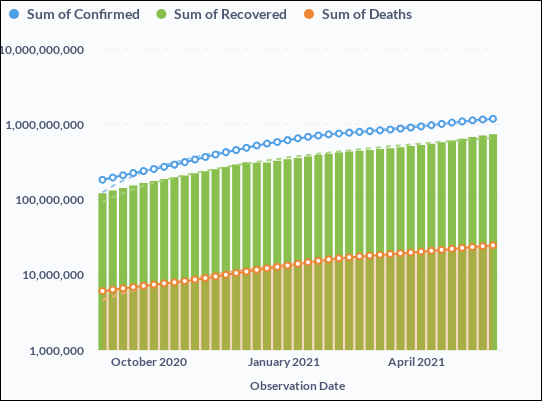 Sum of Confirmed Sum of Recovered Sum of Deaths
10,000,000,000
1,000,000,000
100,000,000
10,000,000
1,000,000
October 2020 January 2021 April 2021
Observation Date